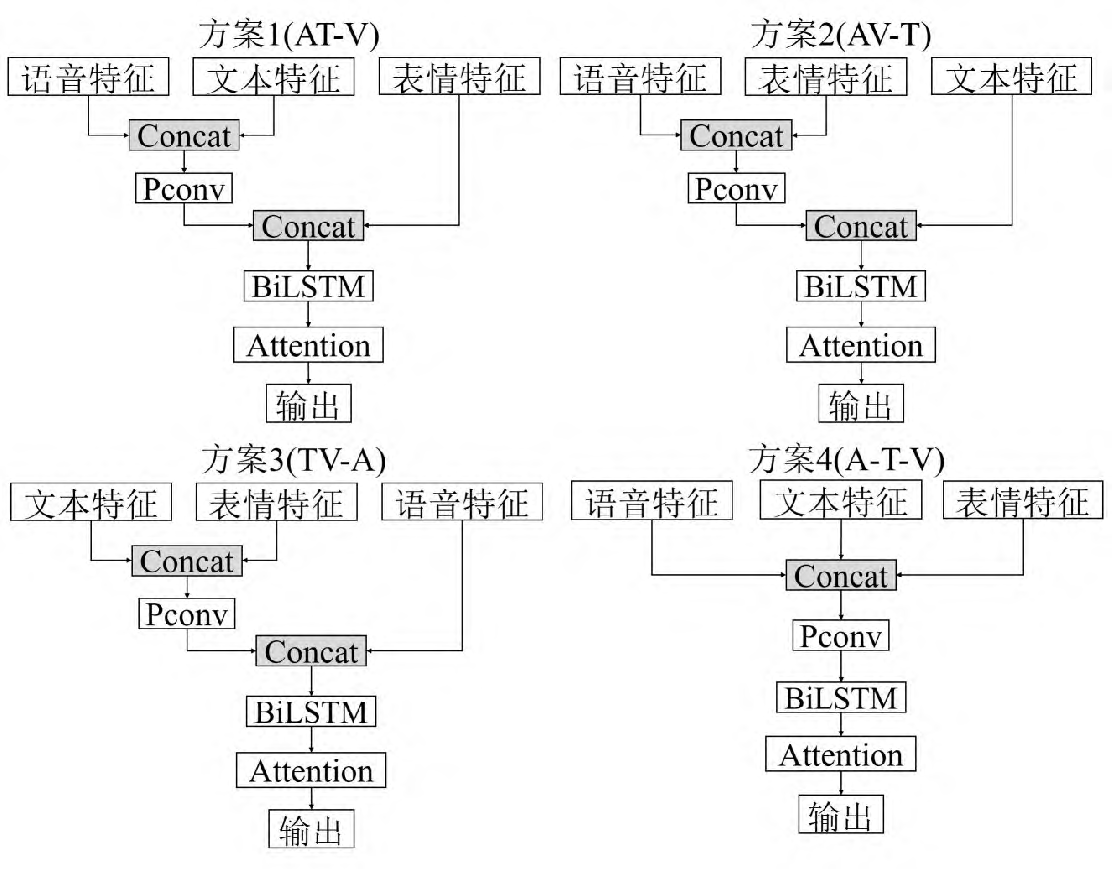 方案1(AT-V)
语音特征 文本特征 表情特征
Concat
Pconv
Concat
BiLSTM
Attention
输出
方案2(AV-T)
语音特征 表情特征 文本特征
Concat
Pconv
Concat
BiLSTM
Attention
输出
方案3(TV-A)
文本特征 表情特征 语音特征
Concat
Pconv
Concat
BiLSTM
Attention
输出
方案4(A-T-V)
语音特征 文本特征 表情特征
Concat
Pconv
BiLSTM
Attention
输出